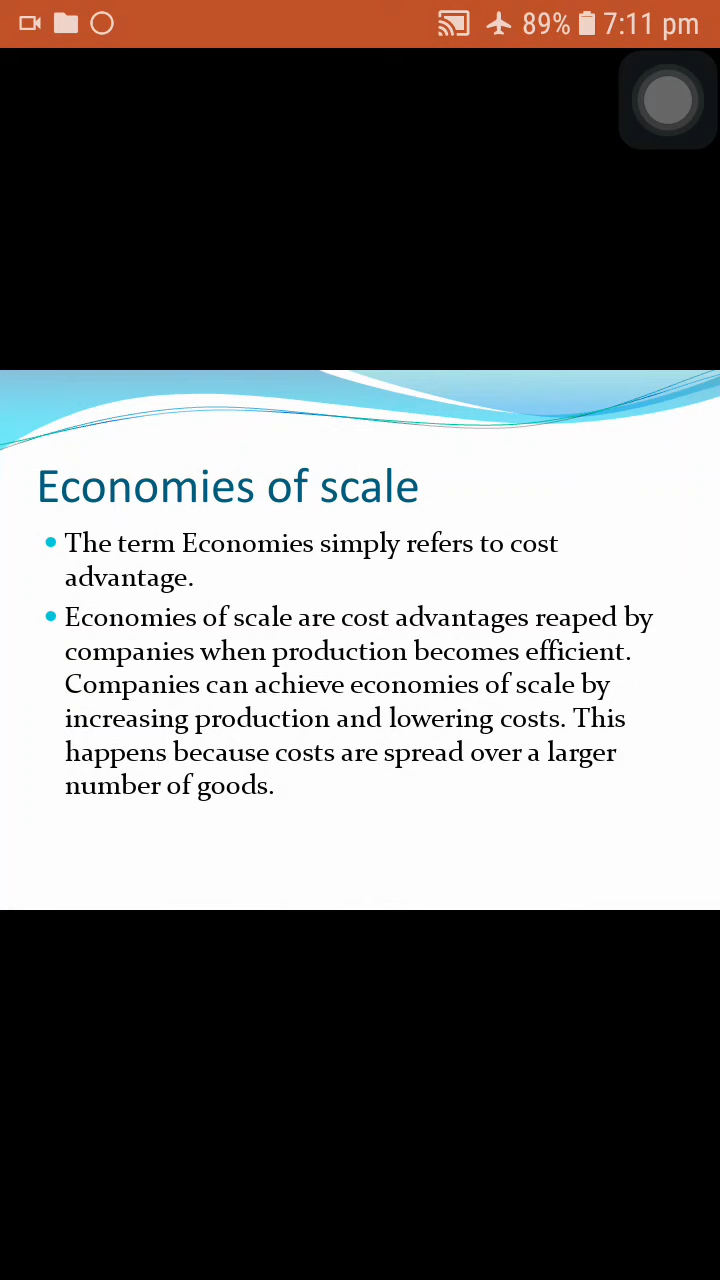 89% 7:11 pm
Economies of scale
• The term Economies simply refers to cost
advantage.
• Economies of scale are cost advantages reaped by
companies when production becomes efficient.
Companies can achieve economies of scale by
increasing production and lowering costs. This
happens because costs are spread over a larger
number of goods.